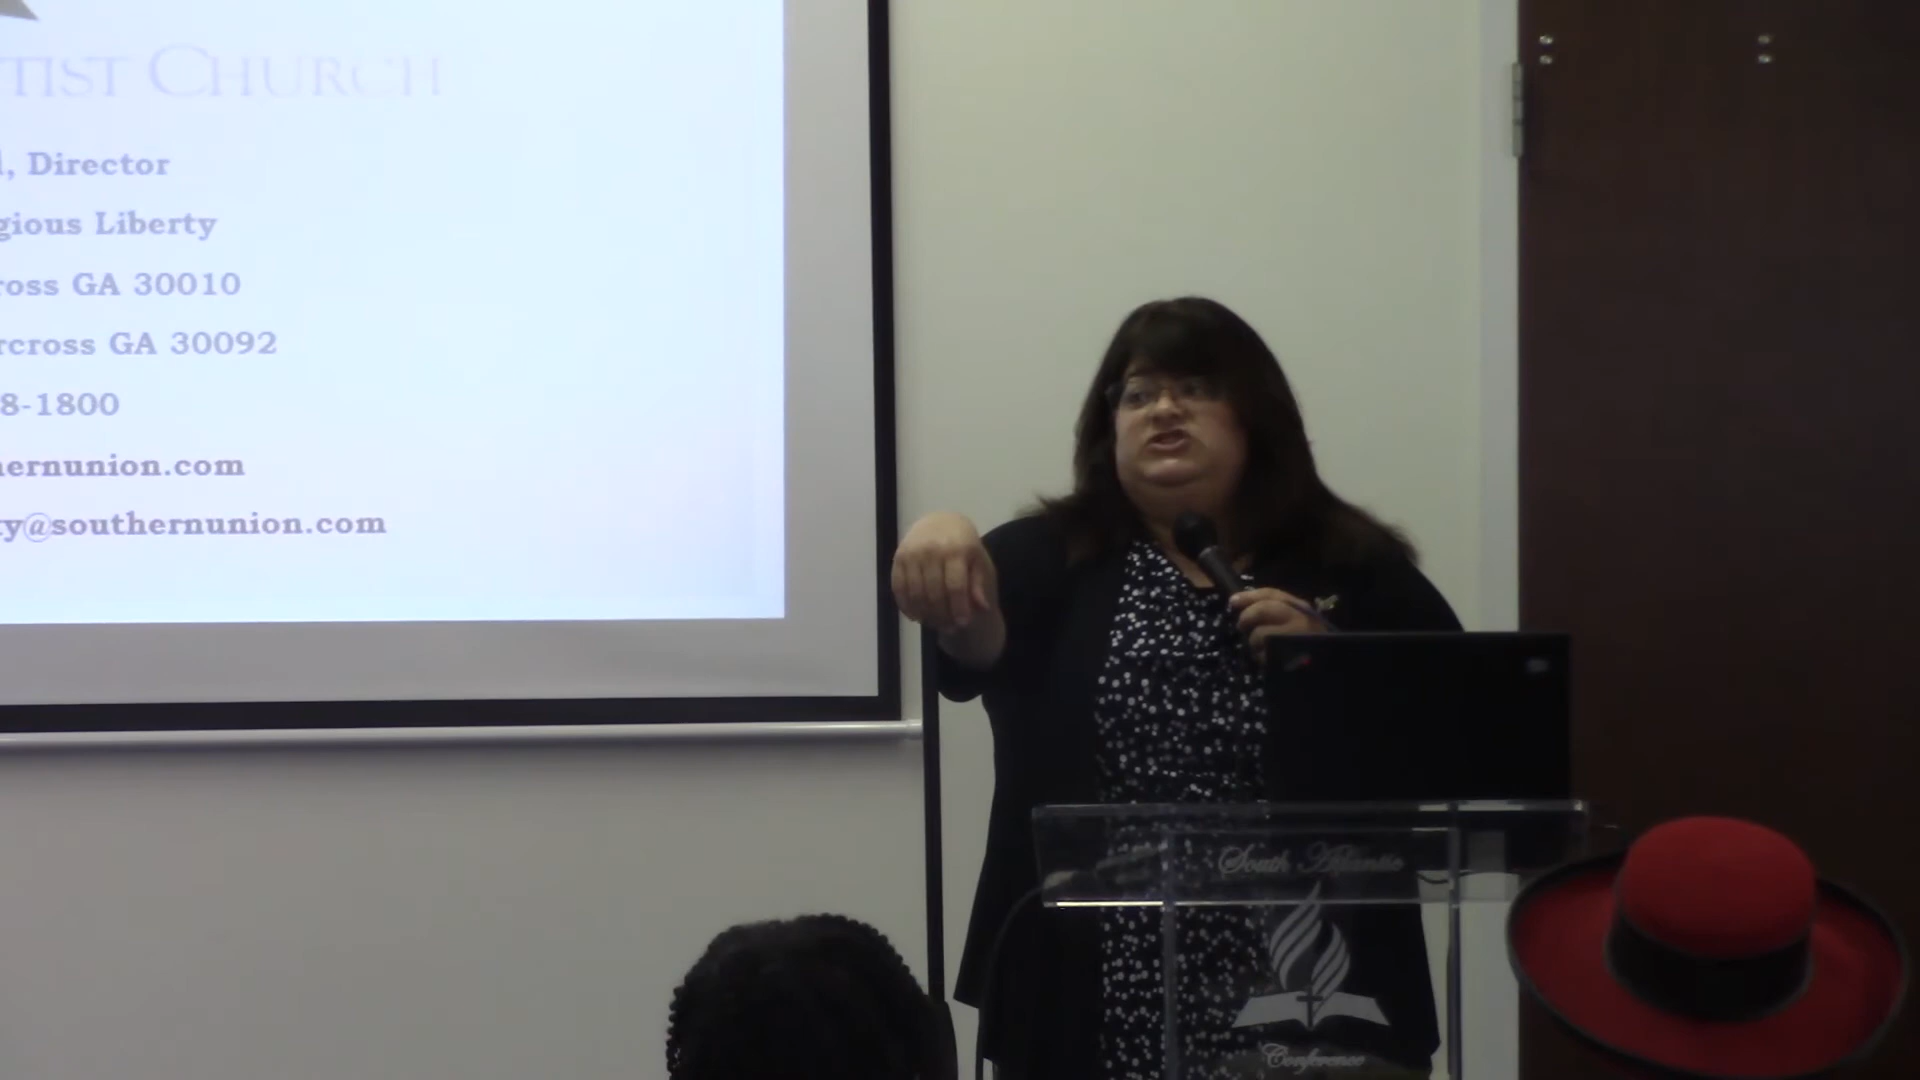 TIST CHURCH
l, Director
gious Liberty
ross GA 30010
rcross GA 30092
8-1800
hernunion.com
ty@southernunion.com
South Atlantic
Conference